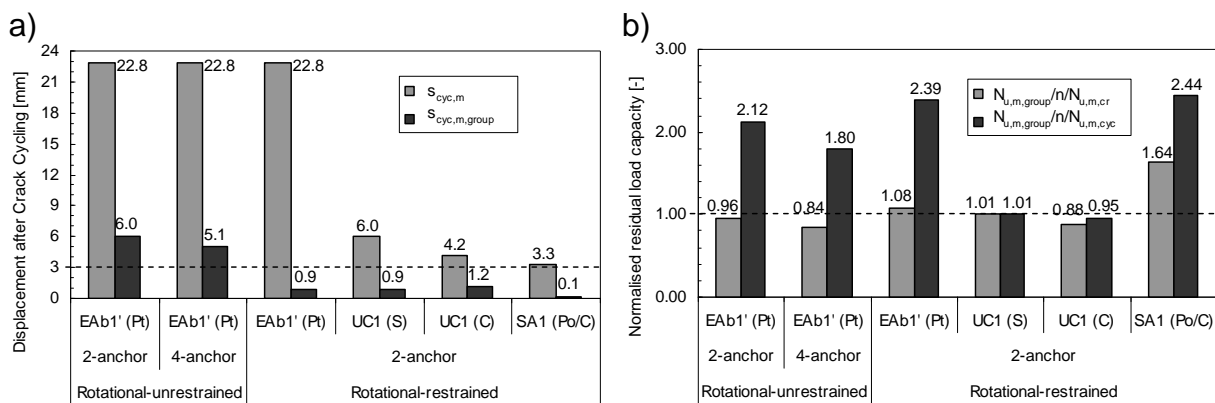 a)
Displacement after Crack Cycling [mm]
24
21
18
15
12
9
6
3
0
22.8
6.0
22.8
5.1
22.8
0.9
6.0
0.9
4.2
1.2
3.3
0.1
s_cyc,m
s_cyc,m,group
EAb1' (Pt) EAb1' (Pt) EAb1' (Pt) UC1 (S) UC1 (C) SA1 (Po/C)
2-anchor 4-anchor 2-anchor
Rotational-unrestrained Rotational-restrained
b)
Normalised residual load capacity [-]
3.00
2.00
1.00
0.00
0.96
2.12
0.84
1.80
1.08
2.39
1.01
1.01
0.88
0.95
1.64
2.44
N_u,m,group/n/N_u,m,cr
N_u,m,group/n/N_u,m,cyc
EAb1' (Pt) EAb1' (Pt) EAb1' (Pt) UC1 (S) UC1 (C) SA1 (Po/C)
2-anchor 4-anchor 2-anchor
Rotational-unrestrained Rotational-restrained